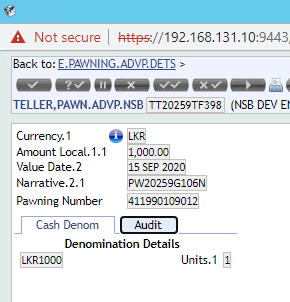 Not secure | https://192.168.131.10:9443
Back to: E.PAWNING.ADVP.DETS >
TELLER,PAWN.ADVP.NSB TT20259TF398 (NSB DEV EN
Currency.1 LKR
Amount Local.1.1 1,000.00
Value Date.2 15 SEP 2020
Narrative.2.1 PW20259G106N
Pawning Number 411990109012
Cash Denom Audit
Denomination Details
LKR1000 Units.1 1